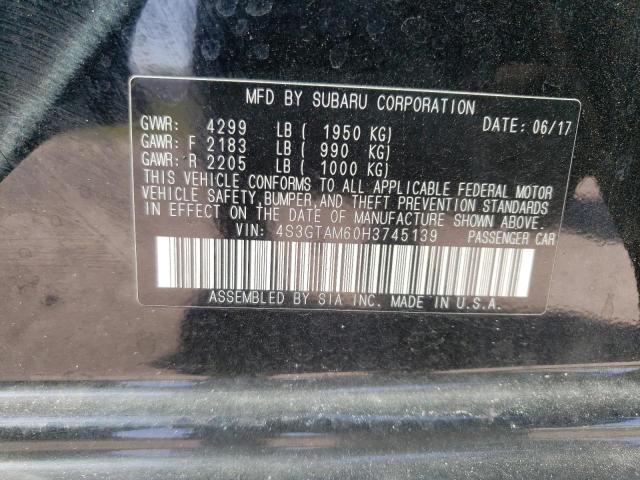 MFD BY SUBARU CORPORATION
GVWR: 4299 LB ( 1950 KG) DATE: 06/17
GAWR: F 2183 LB ( 990 KG)
GAWR: R 2205 LB ( 1000 KG)
THIS VEHICLE CONFORMS TO ALL APPLICABLE FEDERAL MOTOR
VEHICLE SAFETY, BUMPER, AND THEFT PREVENTION STANDARDS
IN EFFECT ON THE DATE OF MANUFACTURE SHOWN ABOVE.
VIN: 4S3GTAM60H3745139 PASSENGER CAR
ASSEMBLED BY SIA INC. MADE IN U.S.A.